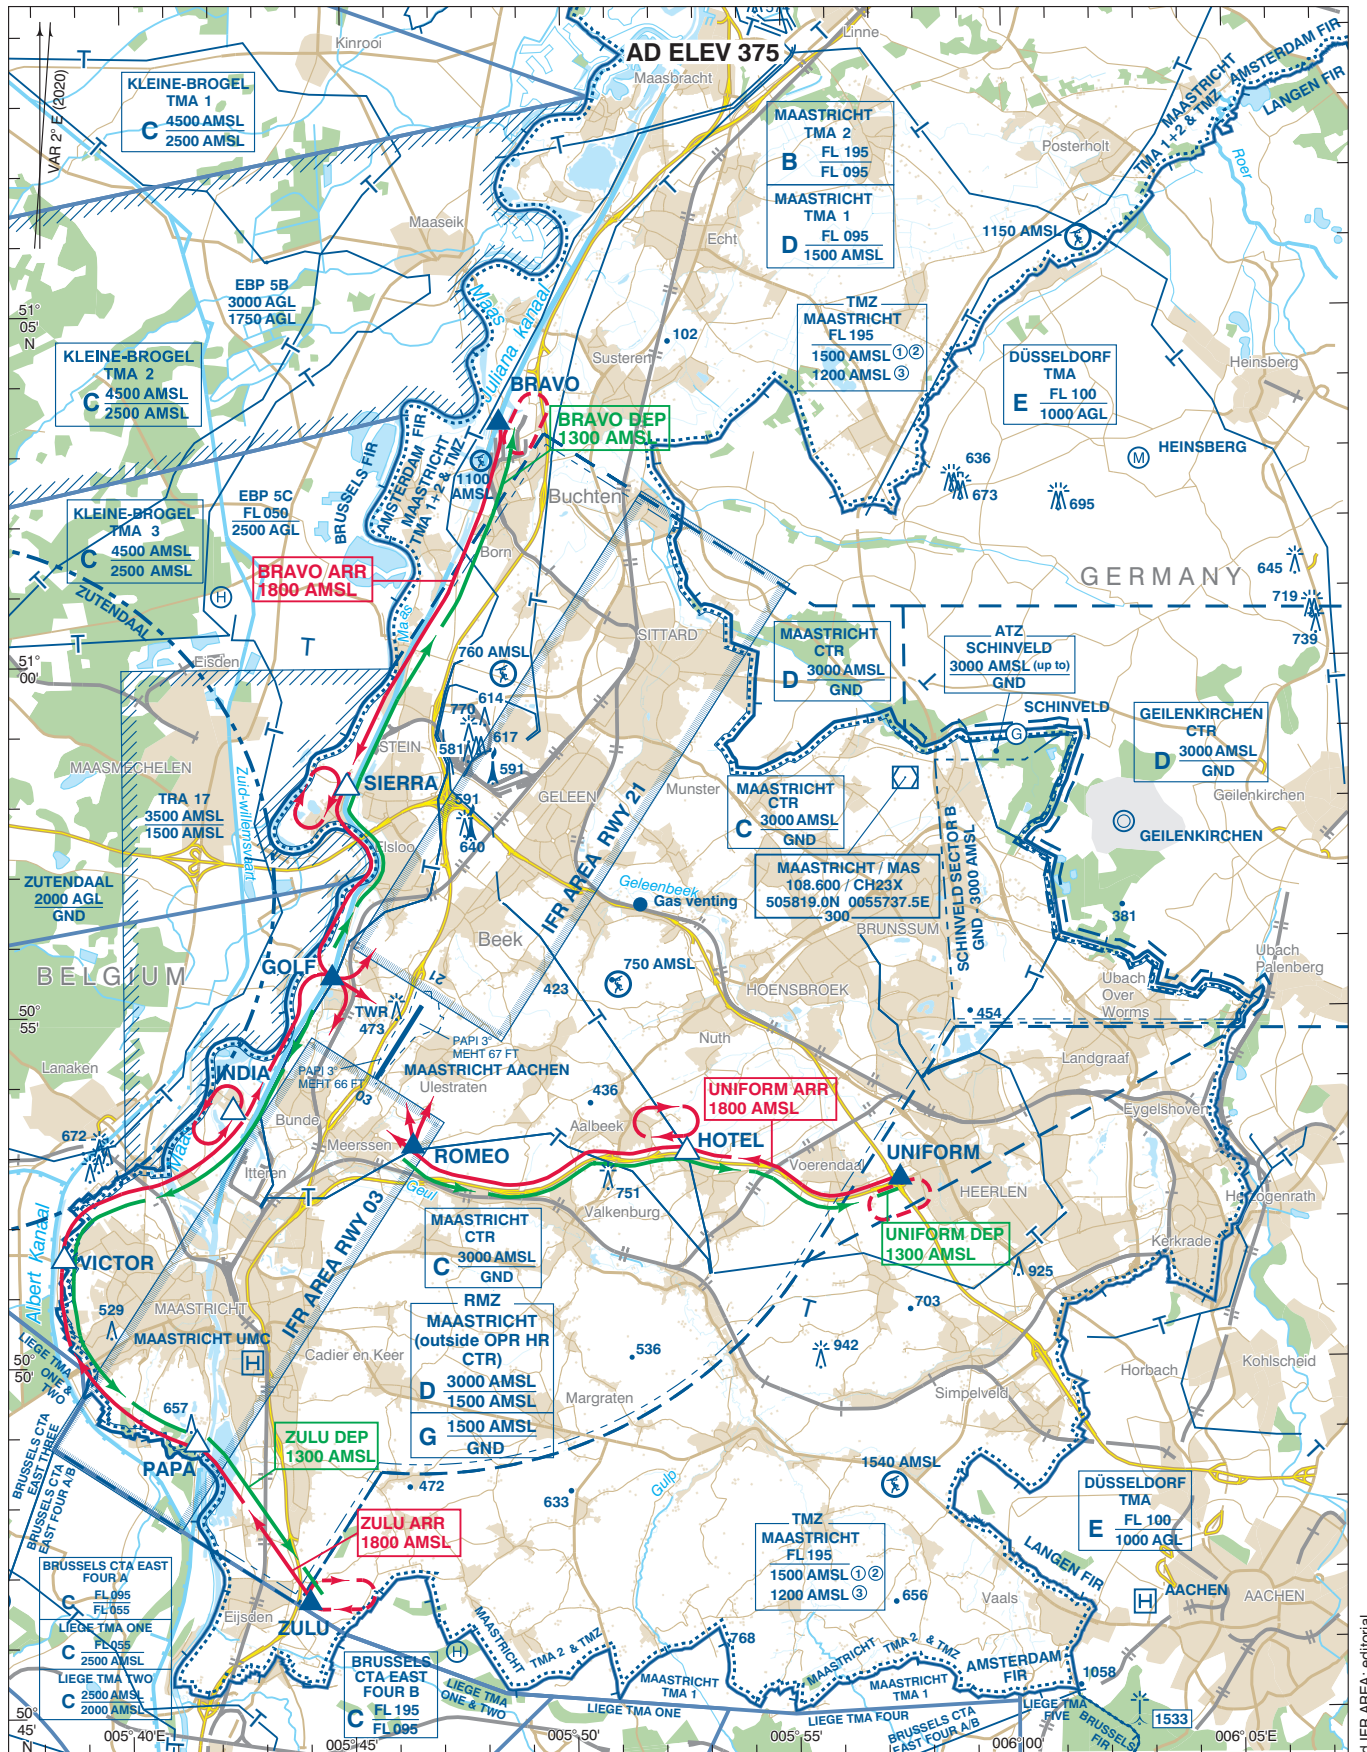 AD ELEV 375
VAR 2° E (2020)
Kinrooi
Linne
Maasbracht
KLEINE-BROGEL
TMA 1
C 4500 AMSL
2500 AMSL
MAASTRICHT
TMA 2
B FL 195
FL 095
MAASTRICHT
TMA 1
D FL 095
1500 AMSL
MAASTRICHT
TMA 1+2 & TMZ
AMSTERDAM FIR
LANGEN FIR
Posterholt
Roer
Maaseik
Echt
1150 AMSL
EBP 5B
3000 AGL
1750 AGL
Maas
Juliana Kanaal
51°
05'
N
102
Susteren
TMZ
MAASTRICHT
FL 195
1500 AMSL ①②
1200 AMSL ③
KLEINE-BROGEL
TMA 2
C 4500 AMSL
2500 AMSL
DÜSSELDORF
TMA
E FL 100
1000 AGL
Heinsberg
BRAVO
BRAVO DEP
1300 AMSL
BRUSSELS FIR
AMSTERDAM FIR
MAASTRICHT
TMA 1+2 & TMZ
1100
AMSL
HEINSBERG
M
636
673
695
Buchten
EBP 5C
FL 050
2500 AGL
KLEINE-BROGEL
TMA 3
C 4500 AMSL
2500 AMSL
Born
BRAVO ARR
1800 AMSL
ZUTENDAAL
H
GERMANY
645
719
739
Maas
SITTARD
Eisden
51°
00'
760 AMSL
MAASTRICHT
CTR
D 3000 AMSL
GND
ATZ
SCHINVELD
3000 AMSL (up to)
GND
SCHINVELD
G
614
770
617
581
591
STEIN
MAASMECHELEN
SIERRA
GEILENKIRCHEN
CTR
D 3000 AMSL
GND
TRA 17
3500 AMSL
1500 AMSL
Zuid-willemsvaart
591
640
GELEEN
Munster
MAASTRICHT
CTR
C 3000 AMSL
GND
Geilenkirchen
GEILENKIRCHEN
Elsloo
IFR AREA RWY 21
MAASTRICHT / MAS
108.600 / CH23X
505819.0N 0055737.5E
300
SCHINVELD SECTOR B
GND - 3000 AMSL
ZUTENDAAL
2000 AGL
GND
Geleenbeek
Gas venting
381
BRUNSSUM
Beek
BELGIUM
GOLF
21
750 AMSL
423
HOENSBROEK
Ubach
Palenberg
Ubach
Over
Worms
TWR
473
454
50°
55'
PAPI 3°
MEHT 67 FT
MAASTRICHT AACHEN
Nuth
Landgraaf
Lanaken
INDIA
PAPI 3°
MEHT 66 FT
03
Ulestraten
UNIFORM ARR
1800 AMSL
436
Aalbeek
Eygelshoven
Bunde
Meerssen
672
Maas
ROMEO
HOTEL
UNIFORM
Voerendaal
Itteren
Geul
751
Valkenburg
HEERLEN
Herzogenrath
Albert Kanaal
MAASTRICHT
CTR
C 3000 AMSL
GND
UNIFORM DEP
1300 AMSL
Kerkrade
VICTOR
925
IFR AREA RWY 03
RMZ
MAASTRICHT
(outside OPR HR
CTR)
D 3000 AMSL
1500 AMSL
G 1500 AMSL
GND
703
529
MAASTRICHT
MAASTRICHT UMC
H
Cadier en Keer
536
942
50°
50'
LIEGE TMA
ONE &
TWO
Horbach
Kohlscheid
Margraten
Simpelveld
657
ZULU DEP
1300 AMSL
BRUSSELS CTA
EAST THREE
BRUSSELS CTA
EAST FOUR A/B
PAPA
1540 AMSL
472
633
Gulp
DÜSSELDORF
TMA
E FL 100
1000 AGL
ZULU ARR
1800 AMSL
TMZ
MAASTRICHT
FL 195
1500 AMSL ①②
1200 AMSL ③
LANGEN FIR
BRUSSELS CTA EAST
FOUR A
C FL 095
FL 055
LIEGE TMA ONE
C FL 055
2500 AMSL
LIEGE TMA TWO
C 2500 AMSL
2000 AMSL
656
Vaals
H
AACHEN
AACHEN
Eijsden
ZULU
768
MAASTRICHT
TMA 2 & TMZ
MAASTRICHT
TMA 2 & TMZ
H
BRUSSELS
CTA EAST
FOUR B
C FL 195
FL 095
LIEGE TMA
ONE & TWO
MAASTRICHT
TMA 1
MAASTRICHT
TMA 1
AMSTERDAM
FIR
1058
LIEGE TMA ONE
LIEGE TMA FOUR
BRUSSELS CTA
EAST FOUR A/B
LIEGE TMA
FIVE
BRUSSELS
FIR
1533
50°
45'
N
005° 40'E
005° 45'
005° 50'
005° 55'
006° 00'
006° 05'E
IFR AREA: editorial